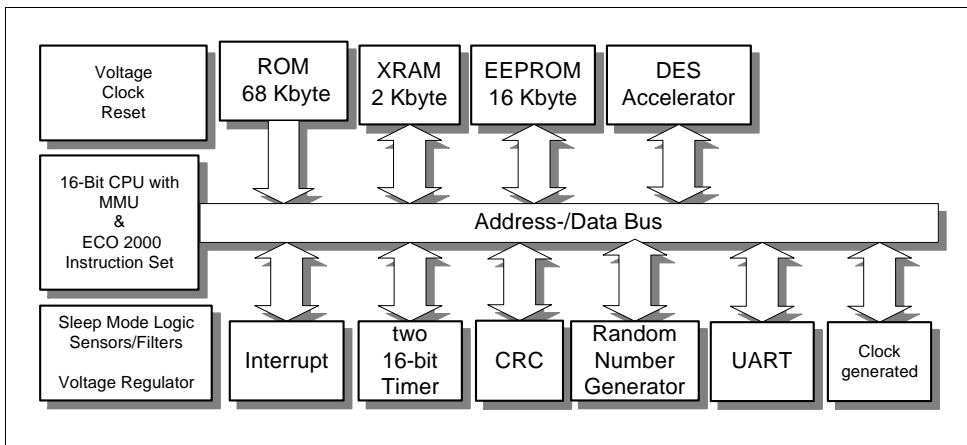 Voltage
Clock
Reset
ROM
68 Kbyte
XRAM
2 Kbyte
EEPROM
16 Kbyte
DES
Accelerator
16-Bit CPU with
MMU
&
ECO 2000
Instruction Set
Address-/Data Bus
Sleep Mode Logic
Sensors/Filters
Voltage Regulator
Interrupt
two
16-bit
Timer
CRC
Random
Number
Generator
UART
Clock
generated